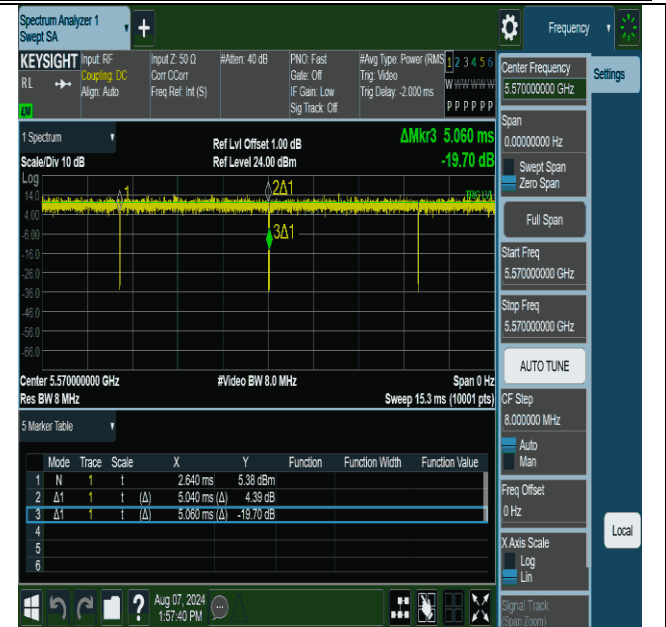 Spectrum Analyzer 1
Swept SA
+
Frequency
KEYSIGHT
RL
Input: RF
Coupling: DC
Align: Auto
Input Z: 50 Ω
Corr CCorr
Freq Ref: Int (S)
#Atten: 40 dB
PNO: Fast
Gate: Off
IF Gain: Low
Sig Track: Off
#Avg Type: Power (RMS
Trig: Video
Trig Delay: -2.000 ms
1 2 3 4 5 6
W W W W W W
P P P P P P
Center Frequency
5.570000000 GHz
Settings
Span
0.00000000 Hz
Swept Span
Zero Span
Full Span
Start Freq
5.570000000 GHz
Stop Freq
5.570000000 GHz
AUTO TUNE
CF Step
8.000000 MHz
Auto
Man
Freq Offset
0 Hz
X Axis Scale
Log
Lin
Signal Track
(Span Zoom)
Local
1 Spectrum
Scale/Div 10 dB
Log
Ref Lvl Offset 1.00 dB
Ref Level 24.00 dBm
ΔMkr3 5.060 ms
-19.70 dB
14.0
4.00
-6.00
-16.0
-26.0
-36.0
-46.0
-56.0
-66.0
1
2Δ1
3Δ1
TRIG LVL
Center 5.570000000 GHz
Res BW 8 MHz
#Video BW 8.0 MHz
Span 0 Hz
Sweep 15.3 ms (10001 pts)
5 Marker Table
Mode Trace Scale X Y Function Function Width Function Value
1 N 1 t 2.640 ms 5.38 dBm
2 Δ1 1 t (Δ) 5.040 ms (Δ) 4.39 dB
3 Δ1 1 t (Δ) 5.060 ms (Δ) -19.70 dB
4
5
6
?
Aug 07, 2024
1:57:40 PM